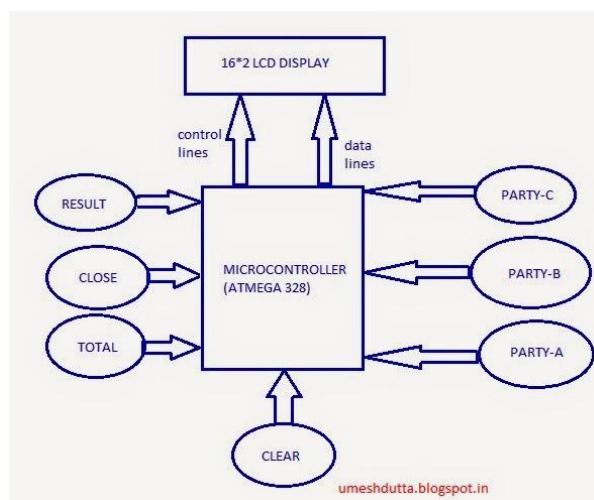 16*2 LCD DISPLAY
control
lines
data
lines
RESULT
PARTY-C
CLOSE
MICROCONTROLLER
(ATMEGA 328)
PARTY-B
TOTAL
PARTY-A
CLEAR
umeshdutta.blogspot.in